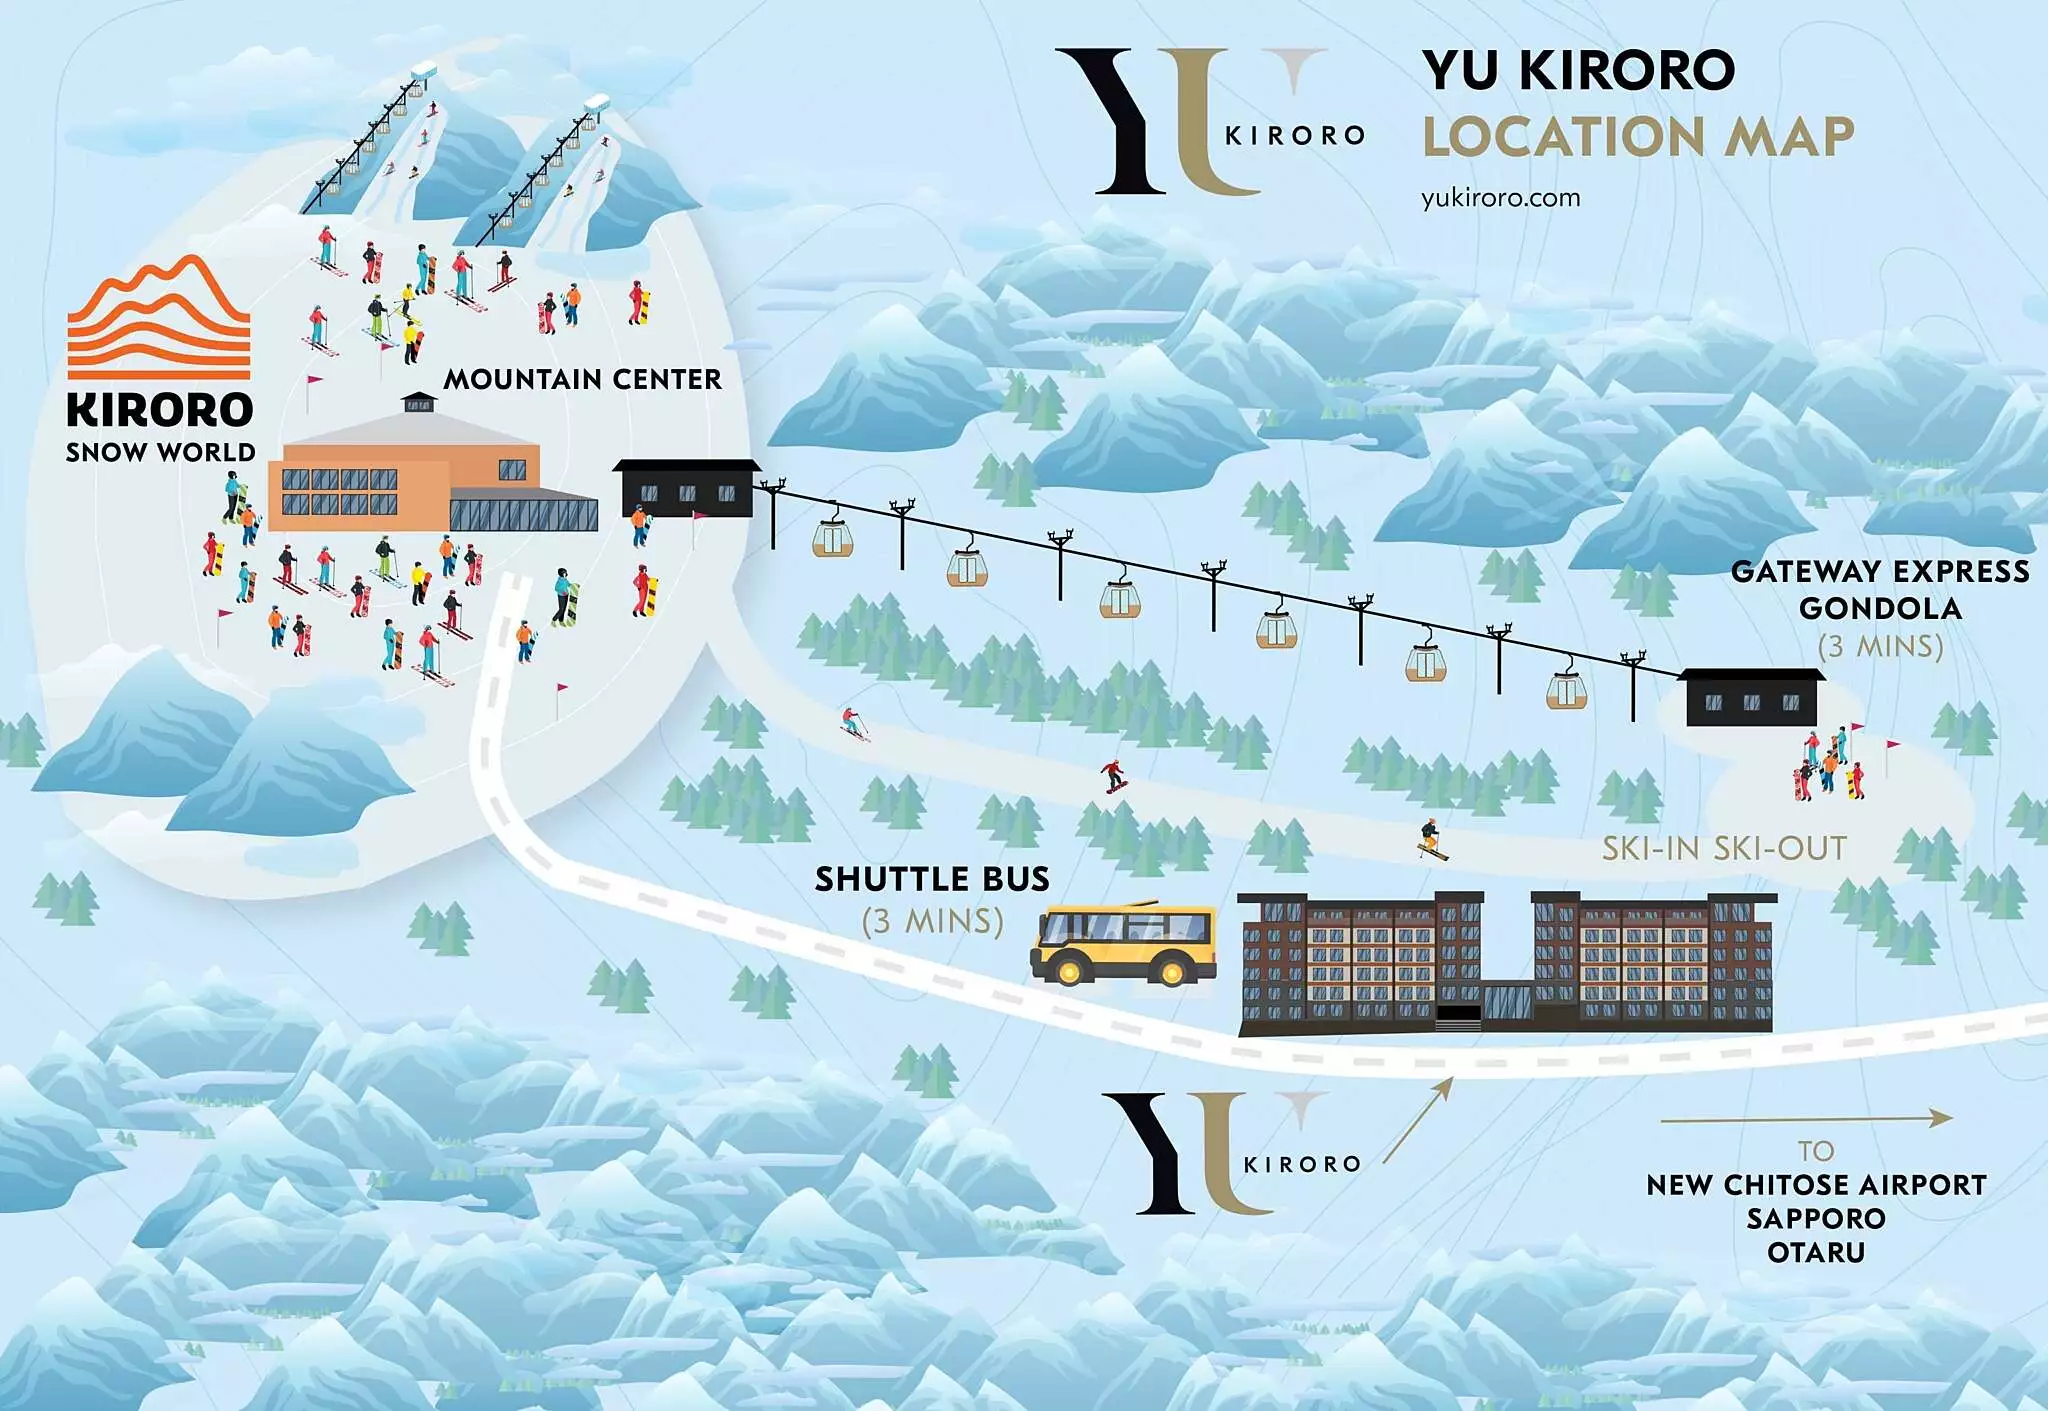 YU KIRORO
YU KIRORO
LOCATION MAP
yukiroro.com
KIRORO
SNOW WORLD
MOUNTAIN CENTER
GATEWAY EXPRESS
GONDOLA
(3 MINS)
SKI-IN SKI-OUT
SHUTTLE BUS
(3 MINS)
YU KIRORO
TO
NEW CHITOSE AIRPORT
SAPPORO
OTARU